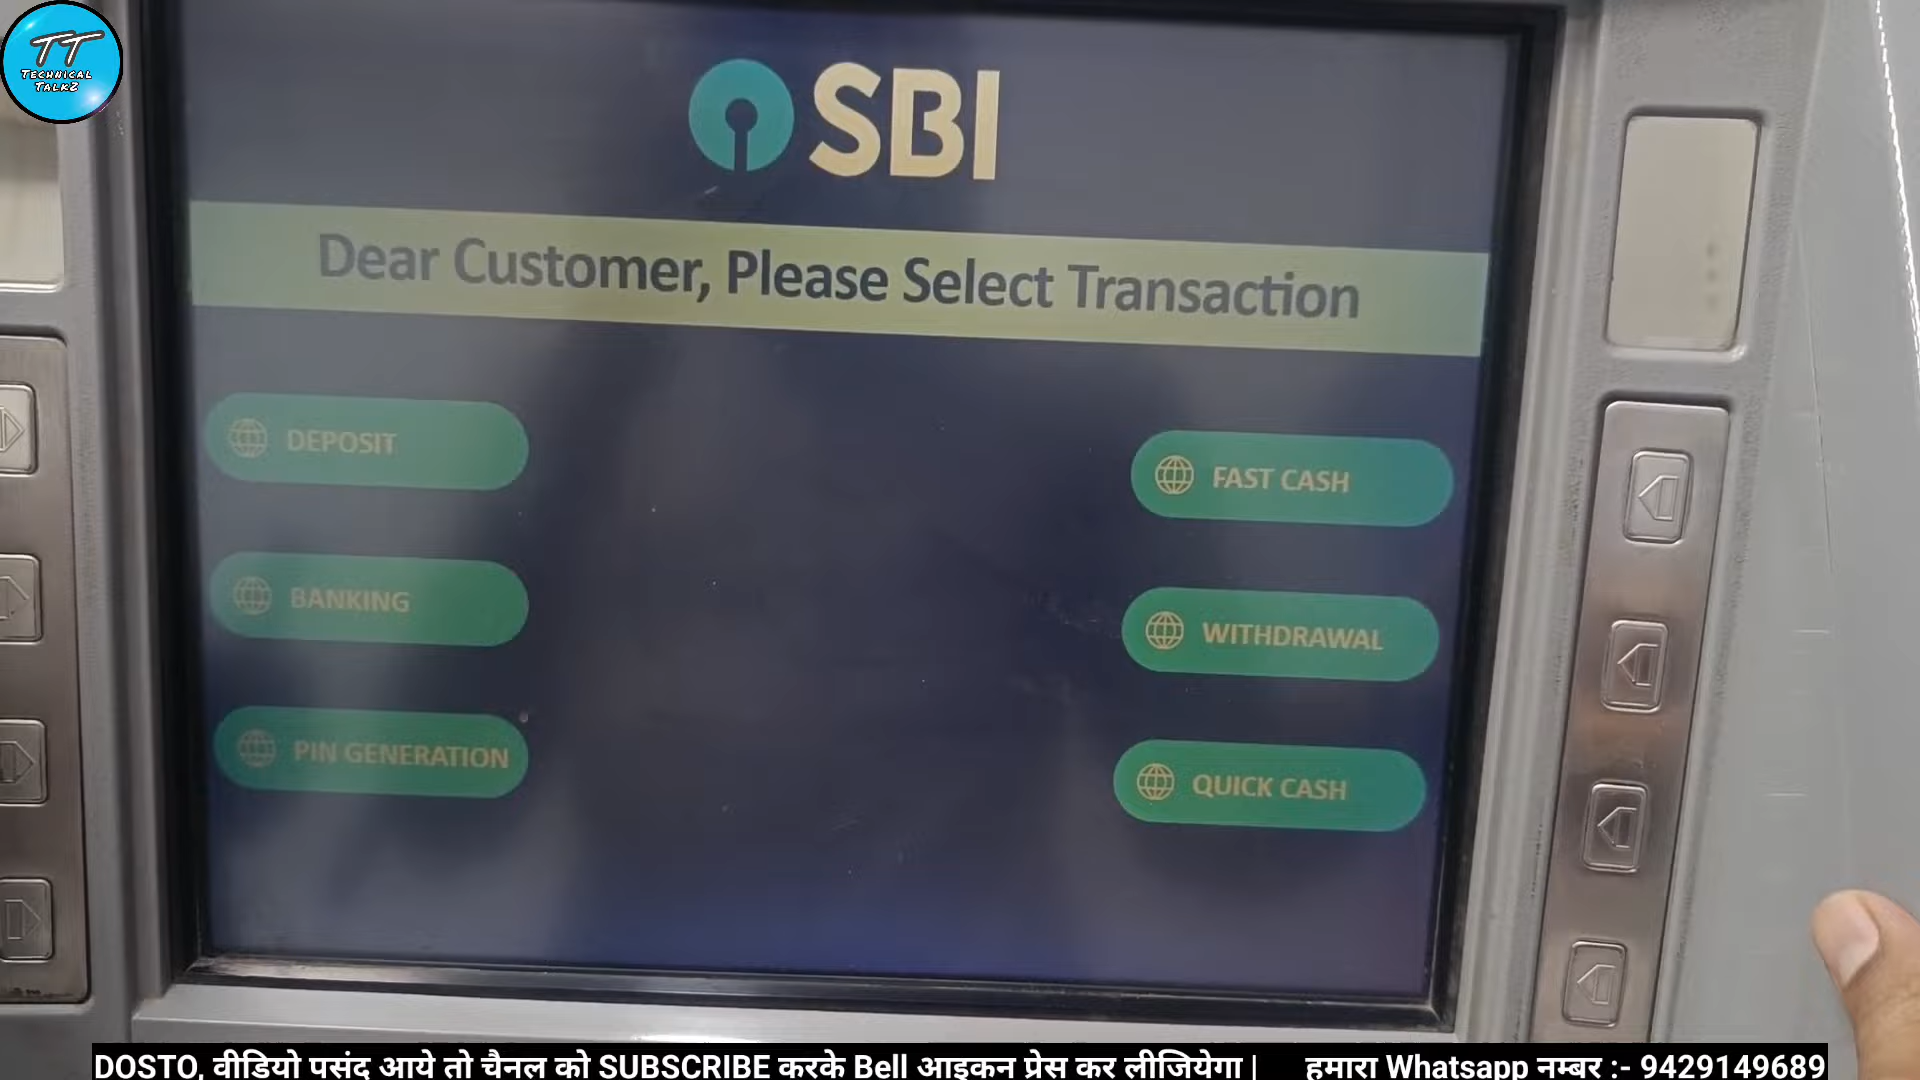 TT
TECHNICAL
TALKZ
SBI
Dear Customer, Please Select Transaction
DEPOSIT
FAST CASH
BANKING
WITHDRAWAL
PIN GENERATION
QUICK CASH
DOSTO, वीडियो पसंद आये तो चैनल को SUBSCRIBE करके Bell आइकन प्रेस कर लीजियेगा | हमारा Whatsapp नम्बर :- 9429149689